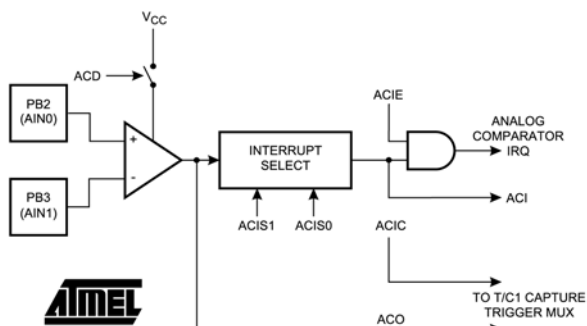 VCC
ACD
PB2
(AIN0)
+
PB3
(AIN1)
-
INTERRUPT
SELECT
ACIS1
ACIS0
ACIE
ANALOG
COMPARATOR
IRQ
ACI
ACIC
TO T/C1 CAPTURE
TRIGGER MUX
ACO
ATMEL